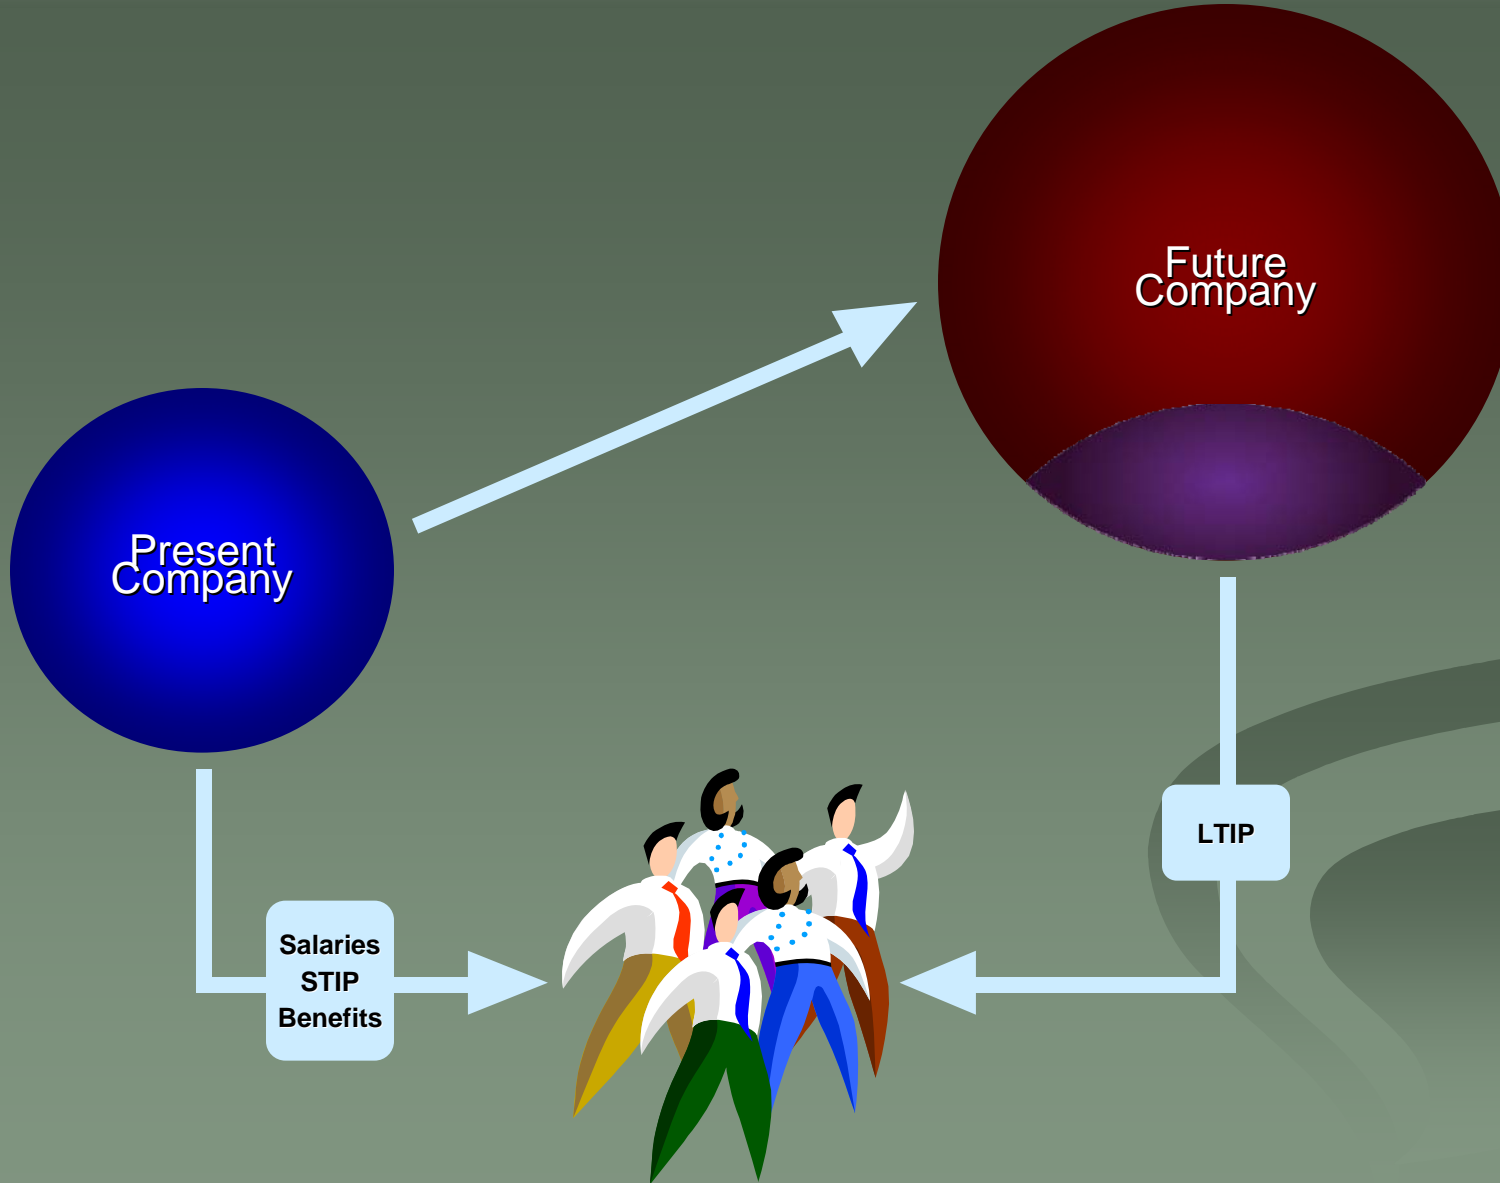 Future
Company
Present
Company
LTIP
Salaries
STIP
Benefits